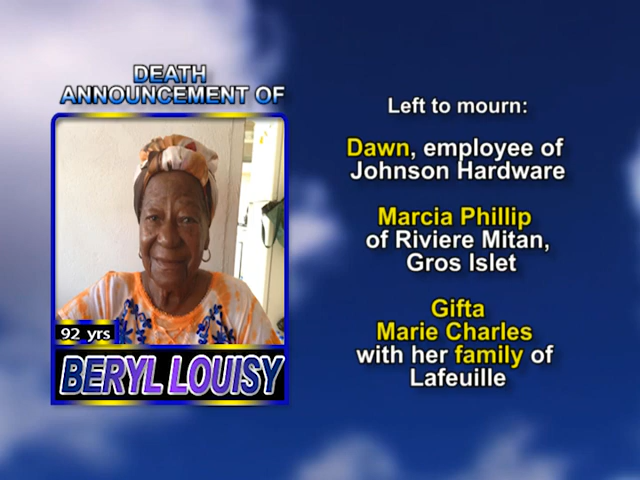 DEATH
ANNOUNCEMENT OF
92 yrs
BERYL LOUISY
Left to mourn:
Dawn, employee of
Johnson Hardware
Marcia Phillip
of Riviere Mitan,
Gros Islet
Gifta
Marie Charles
with her family of
Lafeuille